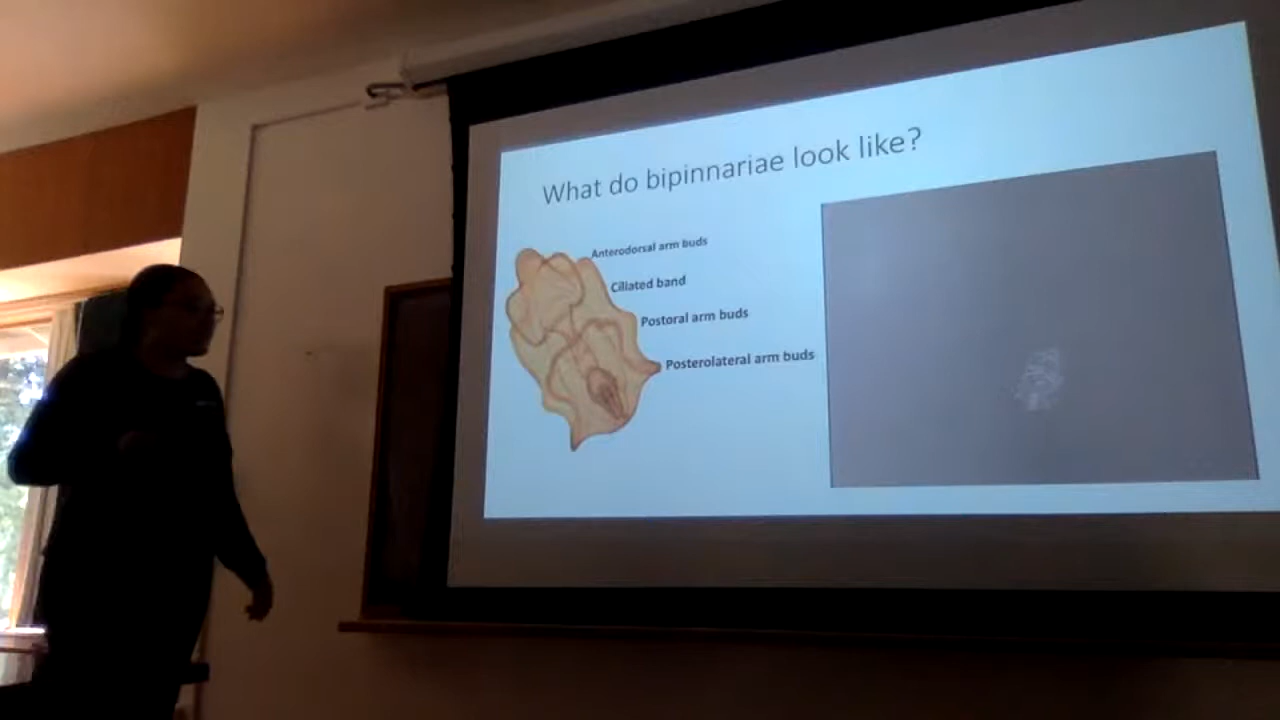 What do bipinnariae look like?
Anterodorsal arm buds
Ciliated band
Postoral arm buds
Posterolateral arm buds